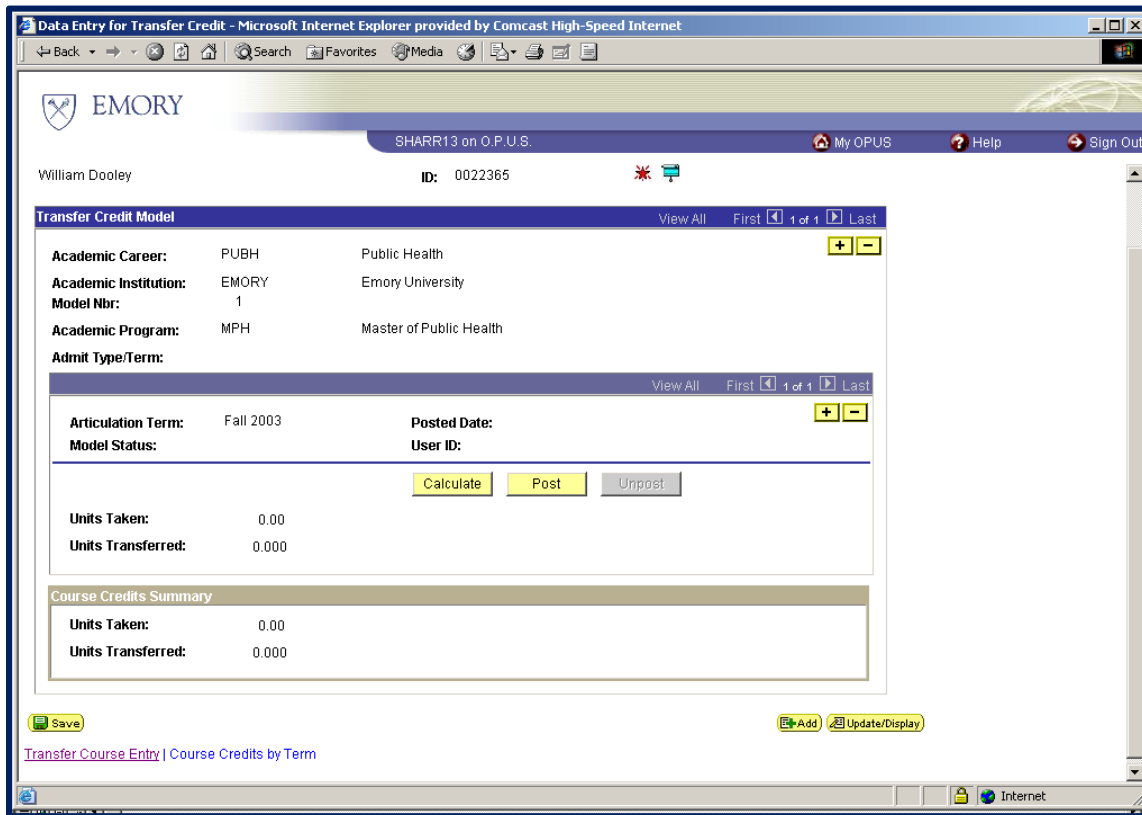 Data Entry for Transfer Credit - Microsoft Internet Explorer provided by Comcast High-Speed Internet
Back Search Favorites Media
EMORY
SHARR13 on O.P.U.S. My OPUS Help Sign Out
William Dooley ID: 0022365
Transfer Credit Model View All First 1 of 1 Last
Academic Career: PUBH Public Health + -
Academic Institution: EMORY Emory University
Model Nbr: 1
Academic Program: MPH Master of Public Health
Admit Type/Term:
View All First 1 of 1 Last
Articulation Term: Fall 2003 Posted Date: + -
Model Status: User ID:
Calculate Post Unpost
Units Taken: 0.00
Units Transferred: 0.000
Course Credits Summary
Units Taken: 0.00
Units Transferred: 0.000
Save Add Update/Display
Transfer Course Entry | Course Credits by Term
Internet